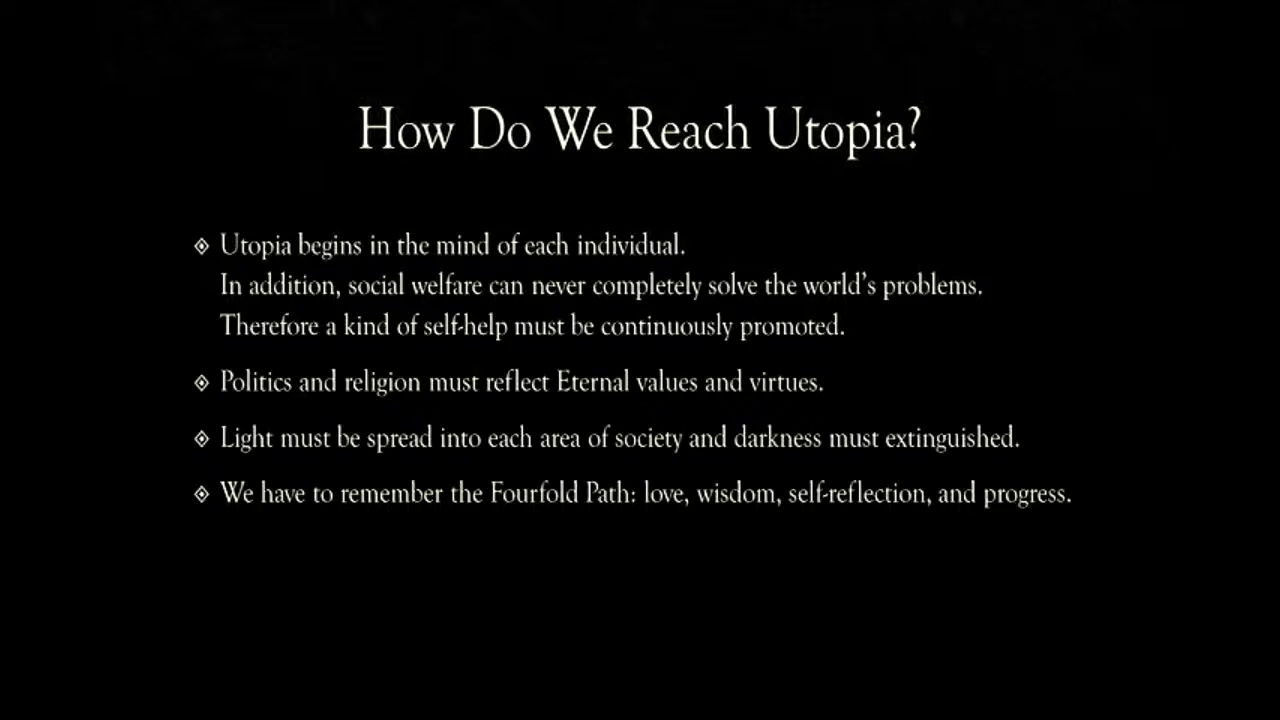 How Do We Reach Utopia?
Utopia begins in the mind of each individual.
In addition, social welfare can never completely solve the world's problems.
Therefore a kind of self-help must be continuously promoted.
Politics and religion must reflect Eternal values and virtues.
Light must be spread into each area of society and darkness must extinguished.
We have to remember the Fourfold Path: love, wisdom, self-reflection, and progress.